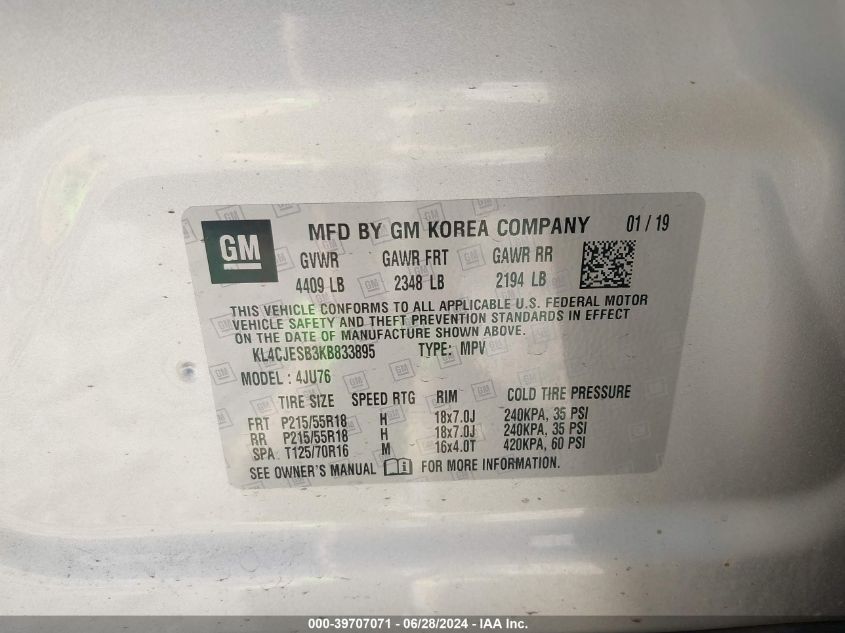 GM MFD BY GM KOREA COMPANY 01 / 19
GVWR GAWR FRT GAWR RR
4409 LB 2348 LB 2194 LB
THIS VEHICLE CONFORMS TO ALL APPLICABLE U.S. FEDERAL MOTOR
VEHICLE SAFETY AND THEFT PREVENTION STANDARDS IN EFFECT
ON THE DATE OF MANUFACTURE SHOWN ABOVE.
KL4CJESB3KB833895 TYPE: MPV
MODEL : 4JU76
TIRE SIZE SPEED RTG RIM COLD TIRE PRESSURE
FRT P215/55R18 H 18x7.0J 240KPA, 35 PSI
RR P215/55R18 H 18x7.0J 240KPA, 35 PSI
SPA: T125/70R16 M 16x4.0T 420KPA, 60 PSI
SEE OWNER'S MANUAL FOR MORE INFORMATION.
000-39707071 / 06/28/2024 - IAA Inc.